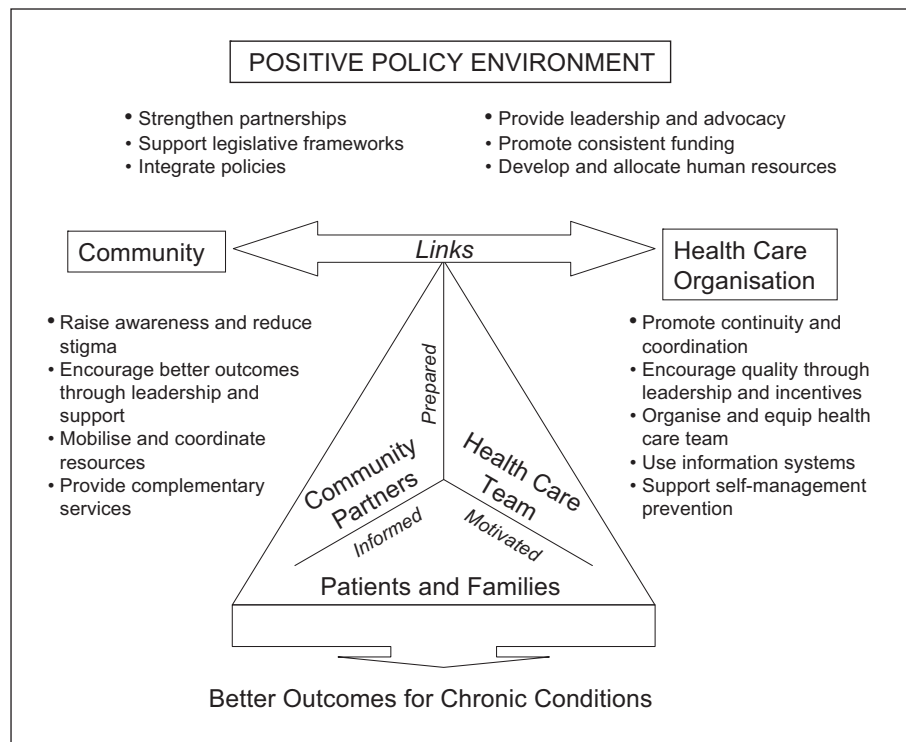 POSITIVE POLICY ENVIRONMENT
• Strengthen partnerships
• Support legislative frameworks
• Integrate policies
• Provide leadership and advocacy
• Promote consistent funding
• Develop and allocate human resources
Links
Community
• Raise awareness and reduce
stigma
• Encourage better outcomes
through leadership and
support
• Mobilise and coordinate
resources
• Provide complementary
services
Health Care
Organisation
• Promote continuity and
coordination
• Encourage quality through
leadership and incentives
• Organise and equip health
care team
• Use information systems
• Support self-management
prevention
Prepared
Community
Partners
Health Care
Team
Informed
Motivated
Patients and Families
Better Outcomes for Chronic Conditions